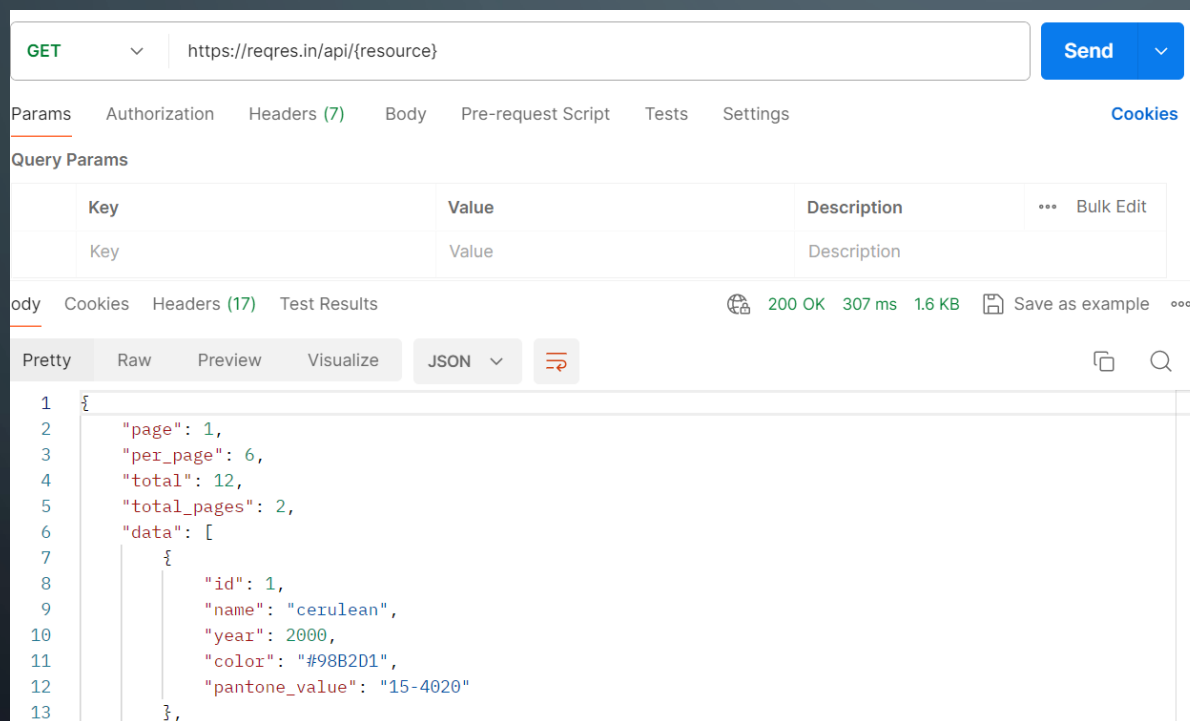 GET https://reqres.in/api/{resource} Send
Params Authorization Headers (7) Body Pre-request Script Tests Settings Cookies
Query Params
Key Value Description ••• Bulk Edit
Key Value Description
ody Cookies Headers (17) Test Results 200 OK 307 ms 1.6 KB Save as example
Pretty Raw Preview Visualize JSON
1 {
2 "page": 1,
3 "per_page": 6,
4 "total": 12,
5 "total_pages": 2,
6 "data": [
7 {
8 "id": 1,
9 "name": "cerulean",
10 "year": 2000,
11 "color": "#98B2D1",
12 "pantone_value": "15-4020"
13 },